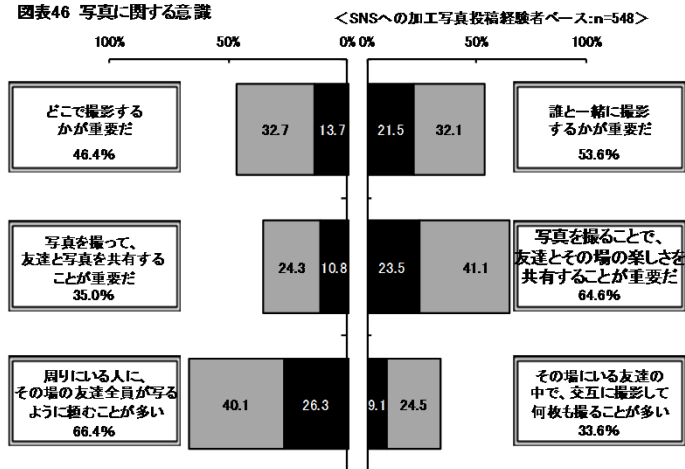 図表46 写真に関する意識
<SNSへの加工写真投稿経験者ベース:n=548>
100% 50% 0% 0% 50% 100%
どこで撮影する
かが重要だ
46.4%
32.7 13.7 21.5 32.1
誰と一緒に撮影
するかが重要だ
53.6%
写真を撮って、
友達と写真を共有する
ことが重要だ
35.0%
24.3 10.8 23.5 41.1
写真を撮ることで、
友達とその場の楽しさを
共有することが重要だ
64.6%
周りにいる人に、
その場の友達全員が写る
ように頼むことが多い
66.4%
40.1 26.3 9.1 24.5
その場にいる友達の
中で、交互に撮影して
何枚も撮ることが多い
33.6%